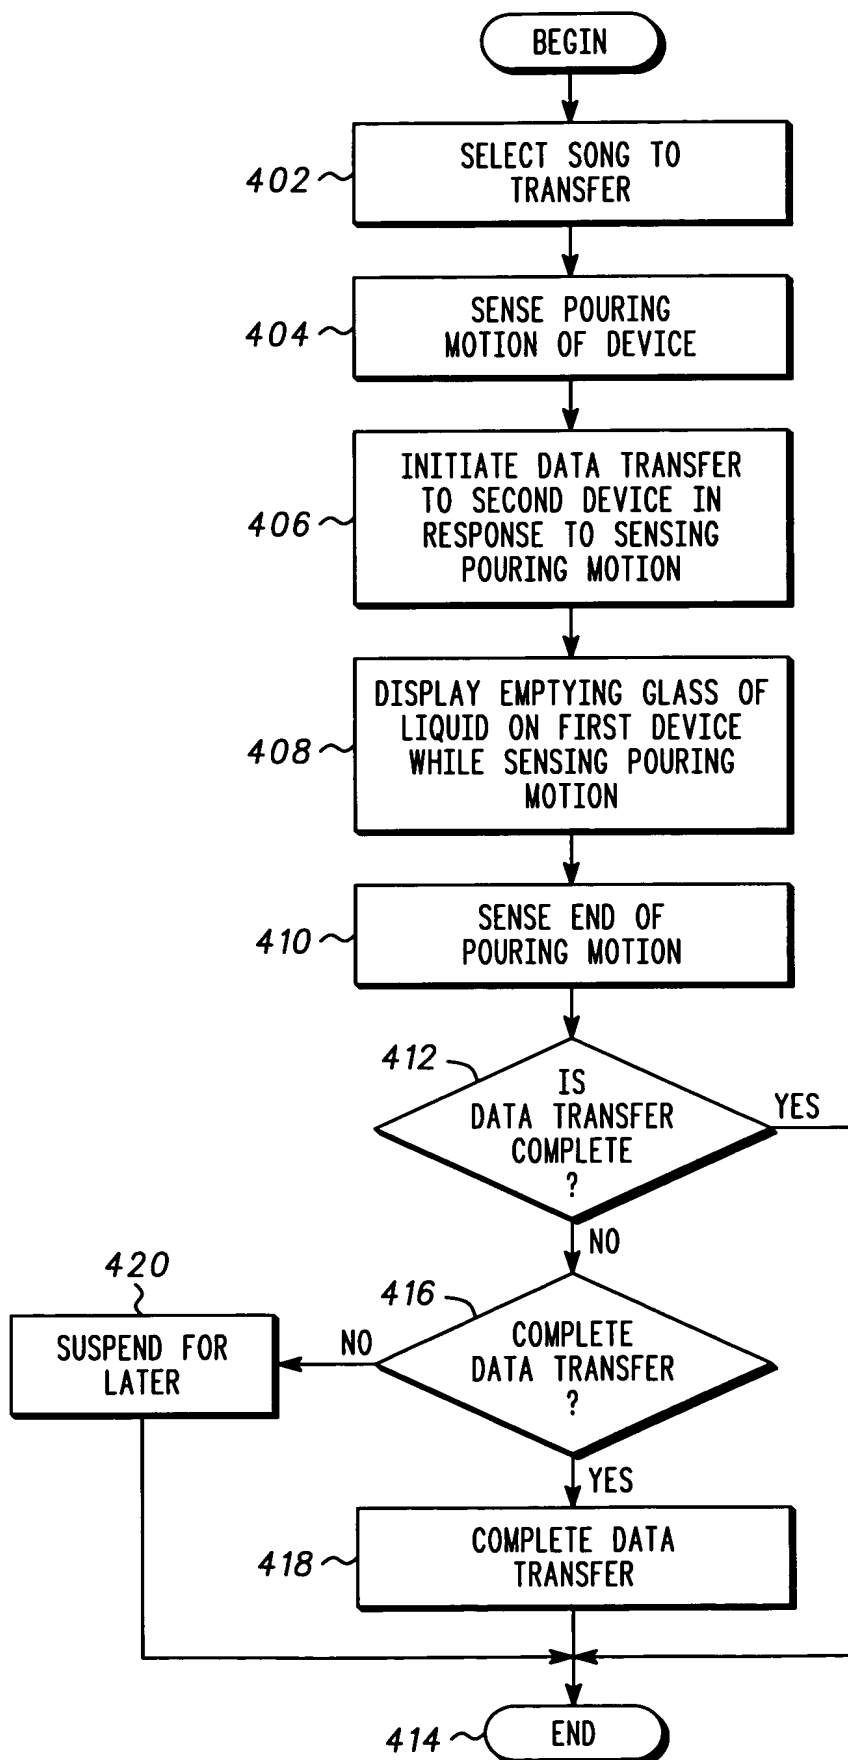 BEGIN
402
SELECT SONG TO
TRANSFER
404
SENSE POURING
MOTION OF DEVICE
406
INITIATE DATA TRANSFER
TO SECOND DEVICE IN
RESPONSE TO SENSING
POURING MOTION
408
DISPLAY EMPTYING GLASS OF
LIQUID ON FIRST DEVICE
WHILE SENSING POURING
MOTION
410
SENSE END OF
POURING MOTION
412
IS
DATA TRANSFER
COMPLETE
?
YES
NO
416
COMPLETE
DATA TRANSFER
?
NO
420
SUSPEND FOR
LATER
YES
418
COMPLETE DATA
TRANSFER
414
END